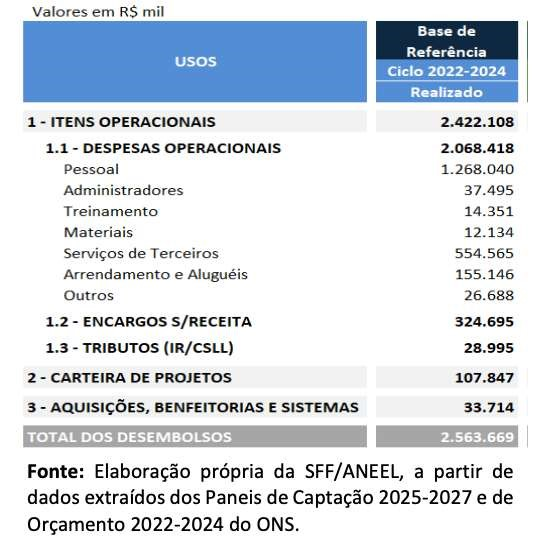 Valores em R$ mil
USOS
Base de
Referência
Ciclo 2022-2024
Realizado
1 - ITENS OPERACIONAIS 2.422.108
1.1 - DESPESAS OPERACIONAIS 2.068.418
Pessoal 1.268.040
Administradores 37.495
Treinamento 14.351
Materiais 12.134
Serviços de Terceiros 554.565
Arrendamento e Aluguéis 155.146
Outros 26.688
1.2 - ENCARGOS S/RECEITA 324.695
1.3 - TRIBUTOS (IR/CSLL) 28.995
2 - CARTEIRA DE PROJETOS 107.847
3 - AQUISIÇÕES, BENFEITORIAS E SISTEMAS 33.714
TOTAL DOS DESEMBOLSOS 2.563.669
Fonte: Elaboração própria da SFF/ANEEL, a partir de
dados extraídos dos Paneis de Captação 2025-2027 e de
Orçamento 2022-2024 do ONS.